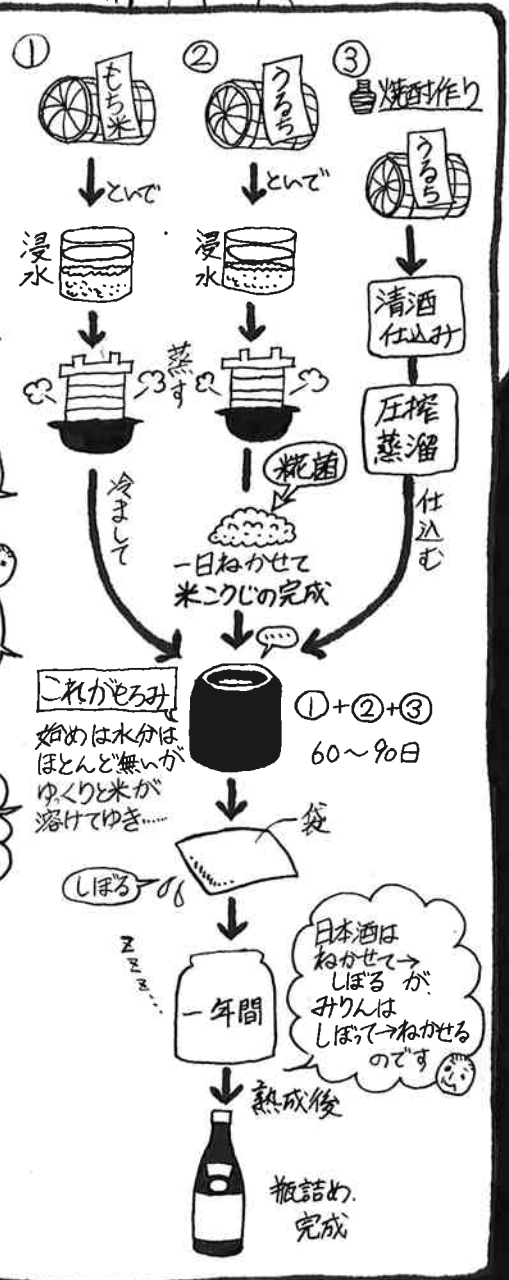 ①
もち米
といで
浸水
蒸す
冷まして
②
うるち
といで
浸水
糀菌
一日ねかせて
米こうじの完成
③
焼酎作り
うるち
清酒
仕込み
圧搾
蒸溜
仕込む
①+②+③
60〜90日
これがもろみ
始めは水分は
ほとんど無いが
ゆっくりと米が
溶けてゆき……
袋
しぼる
zzz...
一年間
日本酒は
ねかせて→
しぼる が、
みりんは
しぼって→ねかせる
のです
熟成後
瓶詰め.
完成